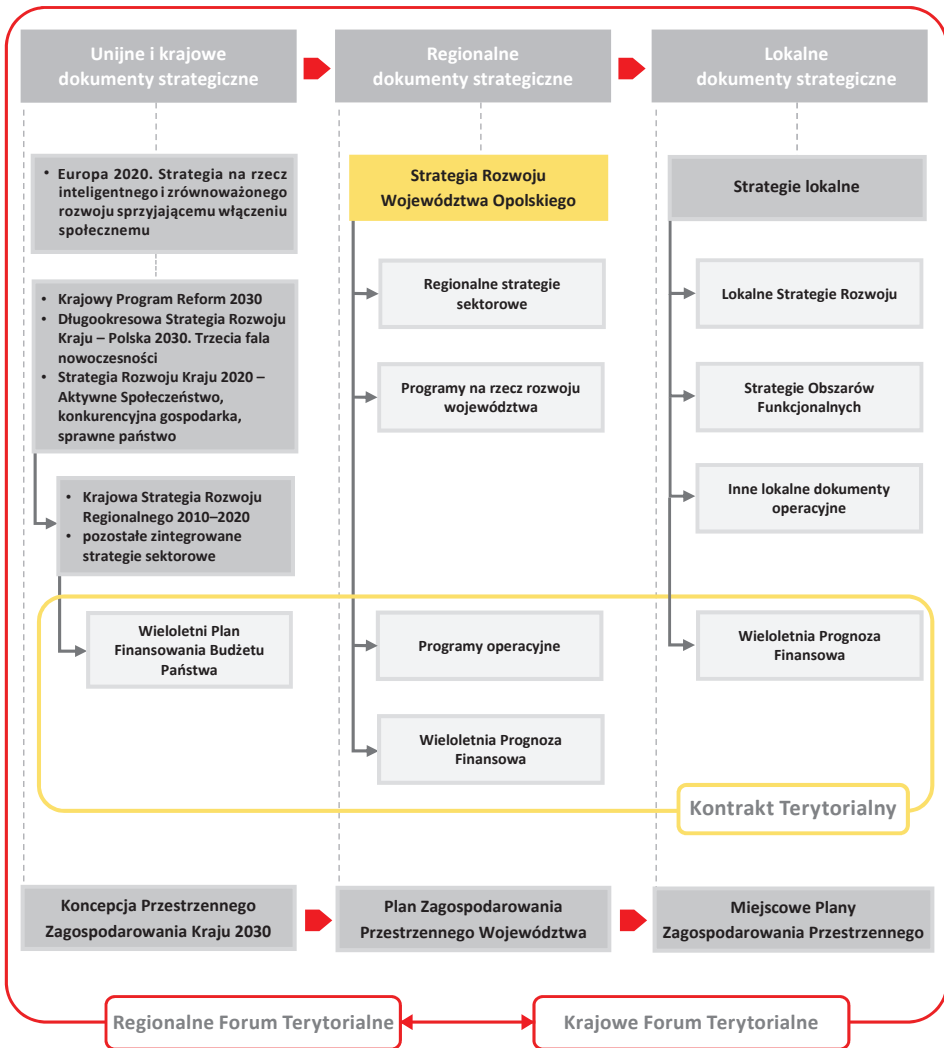 Unijne i krajowe
dokumenty strategiczne
Regionalne
dokumenty strategiczne
Lokalne
dokumenty strategiczne
• Europa 2020. Strategia na rzecz
inteligentnego i zrównoważonego
rozwoju sprzyjającemu włączeniu
społecznemu
• Krajowy Program Reform 2030
• Długookresowa Strategia Rozwoju
Kraju – Polska 2030. Trzecia fala
nowoczesności
• Strategia Rozwoju Kraju 2020 –
Aktywne Społeczeństwo,
konkurencyjna gospodarka,
sprawne państwo
• Krajowa Strategia Rozwoju
Regionalnego 2010–2020
• pozostałe zintegrowane
strategie sektorowe
Wieloletni Plan
Finansowania Budżetu
Państwa
Strategia Rozwoju
Województwa Opolskiego
Regionalne strategie
sektorowe
Programy na rzecz rozwoju
województwa
Programy operacyjne
Wieloletnia Prognoza
Finansowa
Strategie lokalne
Lokalne Strategie Rozwoju
Strategie Obszarów
Funkcjonalnych
Inne lokalne dokumenty
operacyjne
Wieloletnia Prognoza
Finansowa
Kontrakt Terytorialny
Koncepcja Przestrzennego
Zagospodarowania Kraju 2030
Plan Zagospodarowania
Przestrzennego Województwa
Miejscowe Plany
Zagospodarowania Przestrzennego
Regionalne Forum Terytorialne
Krajowe Forum Terytorialne